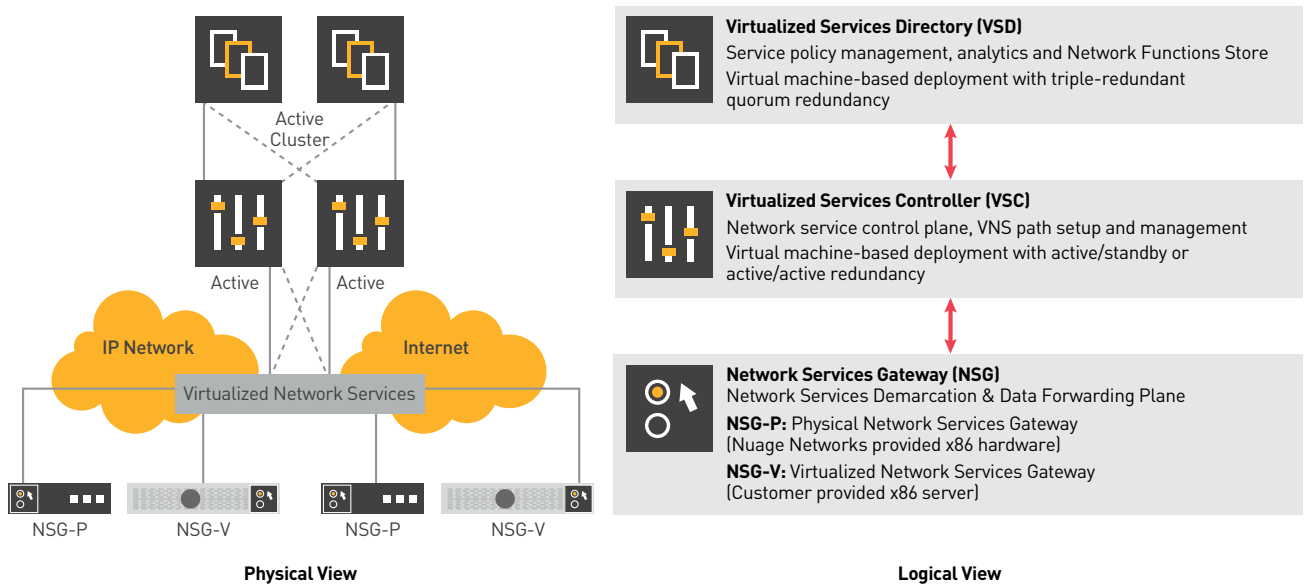 Active
Cluster
Active
Active
IP Network
Internet
Virtualized Network Services
NSG-P
NSG-V
NSG-P
NSG-V
Physical View
Virtualized Services Directory (VSD)
Service policy management, analytics and Network Functions Store
Virtual machine-based deployment with triple-redundant
quorum redundancy
Virtualized Services Controller (VSC)
Network service control plane, VNS path setup and management
Virtual machine-based deployment with active/standby or
active/active redundancy
Network Services Gateway (NSG)
Network Services Demarcation & Data Forwarding Plane
NSG-P: Physical Network Services Gateway
(Nuage Networks provided x86 hardware)
NSG-V: Virtualized Network Services Gateway
(Customer provided x86 server)
Logical View